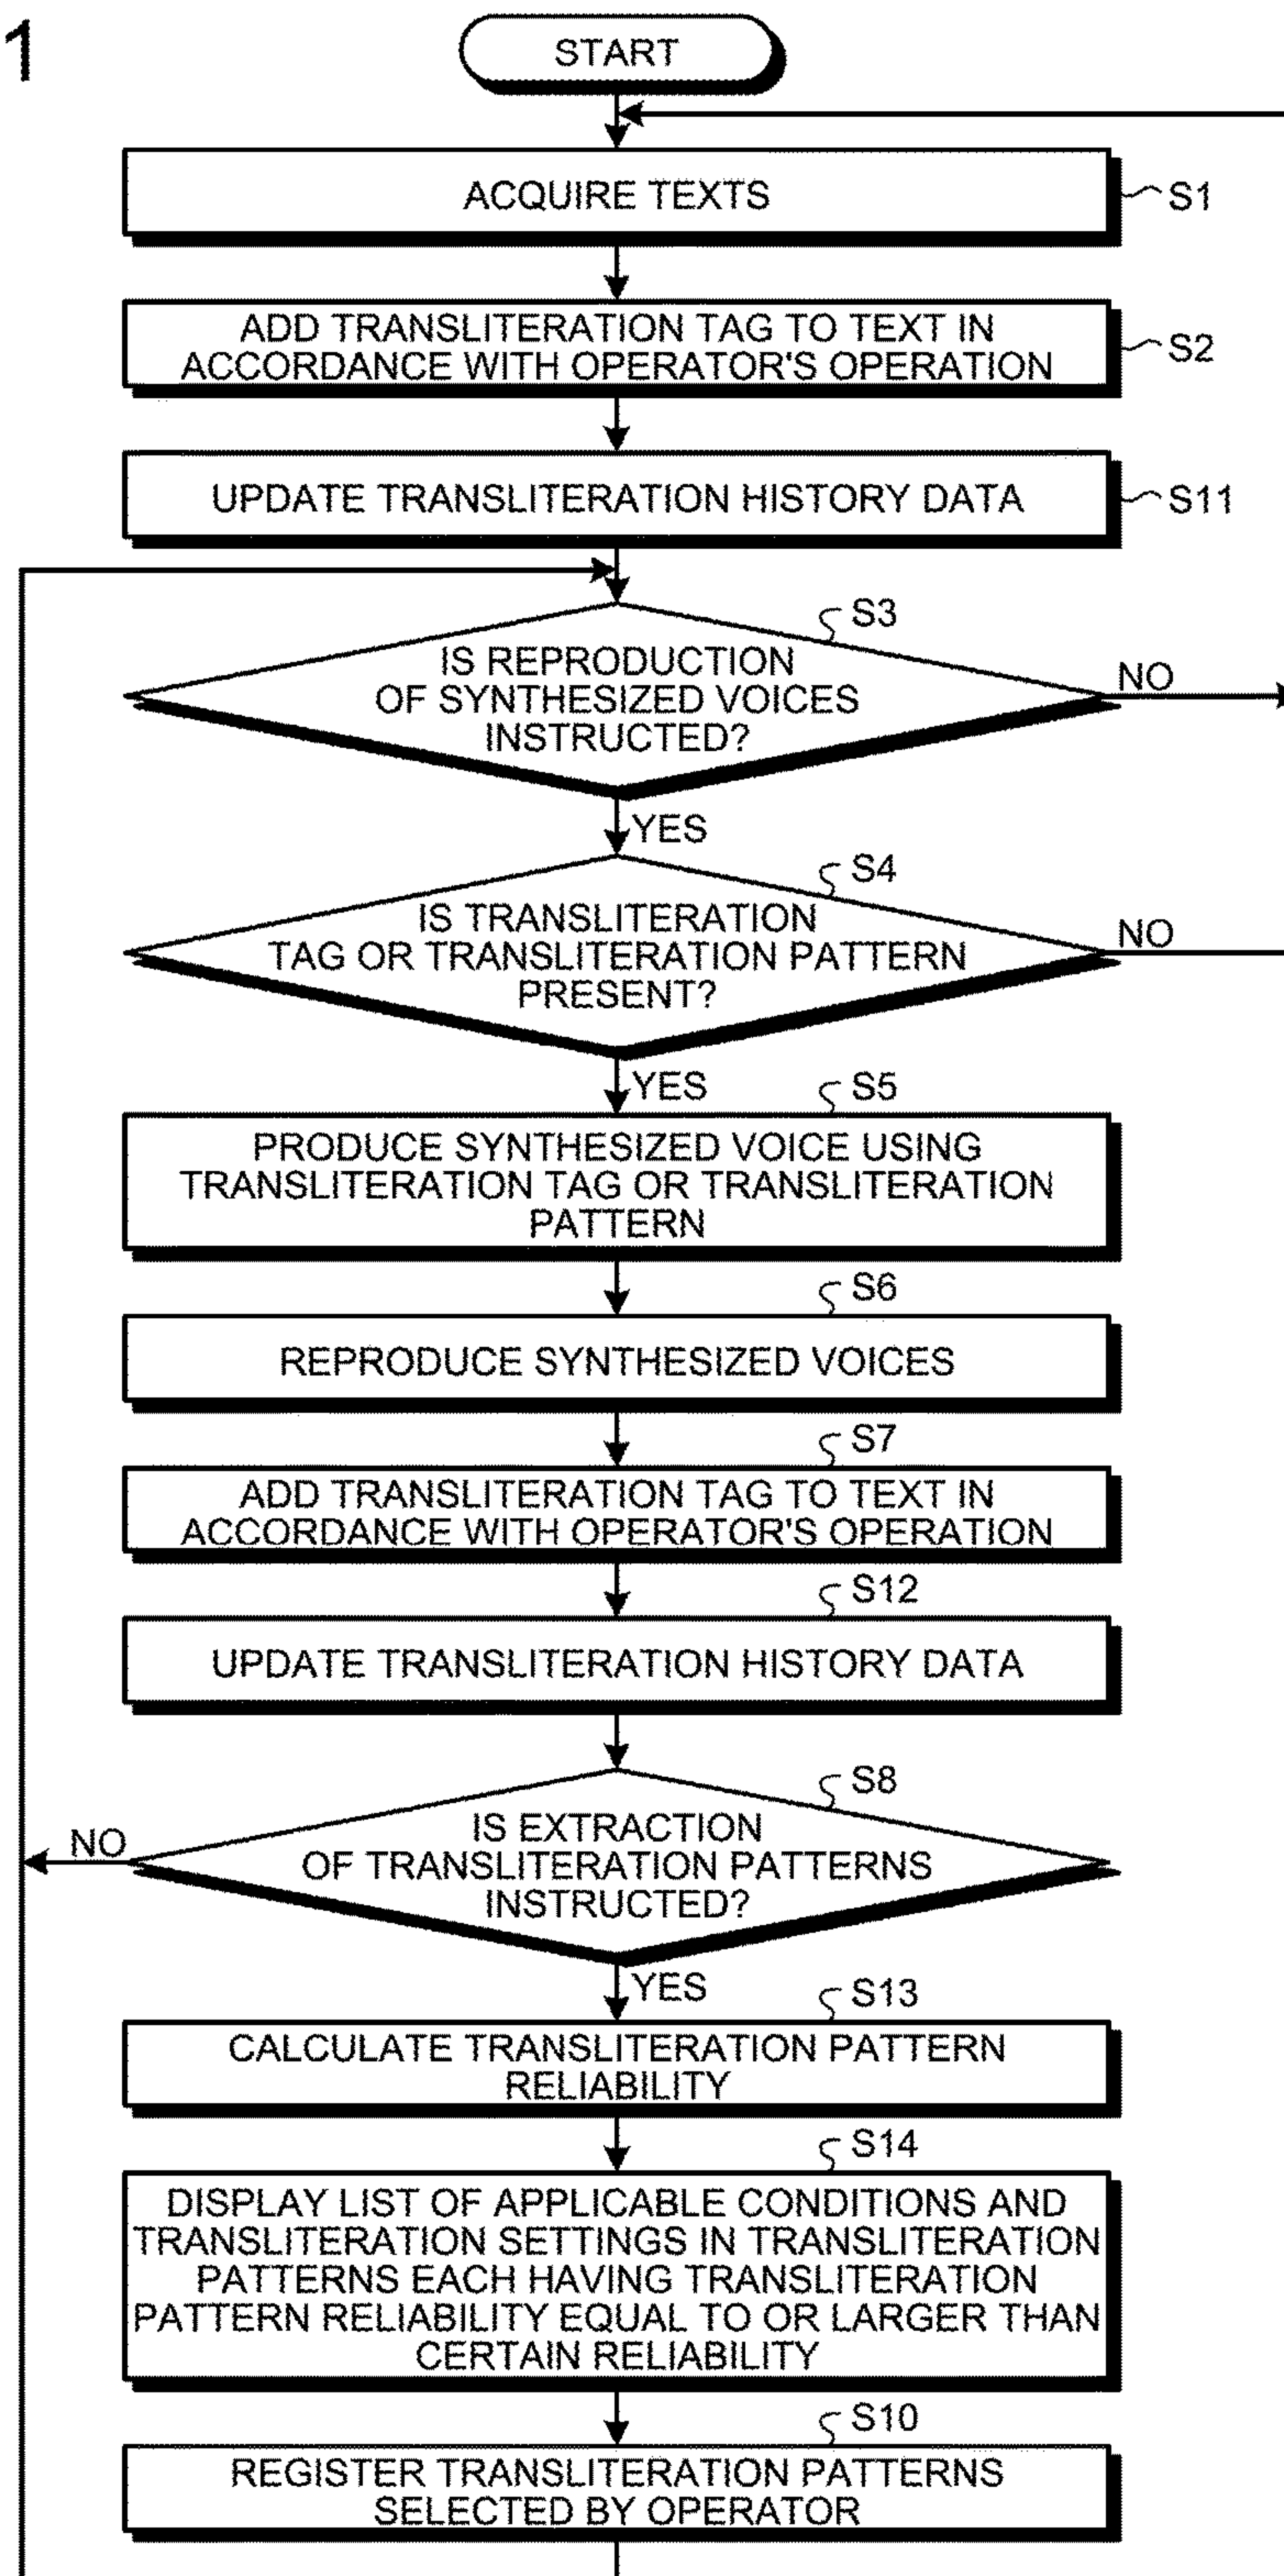 1
START
ACQUIRE TEXTS
S1
ADD TRANSLITERATION TAG TO TEXT IN
ACCORDANCE WITH OPERATOR'S OPERATION
S2
UPDATE TRANSLITERATION HISTORY DATA
S11
S3
IS REPRODUCTION
OF SYNTHESIZED VOICES
INSTRUCTED?
NO
YES
S4
IS TRANSLITERATION
TAG OR TRANSLITERATION PATTERN
PRESENT?
NO
YES
S5
PRODUCE SYNTHESIZED VOICE USING
TRANSLITERATION TAG OR TRANSLITERATION
PATTERN
S6
REPRODUCE SYNTHESIZED VOICES
S7
ADD TRANSLITERATION TAG TO TEXT IN
ACCORDANCE WITH OPERATOR'S OPERATION
S12
UPDATE TRANSLITERATION HISTORY DATA
S8
IS EXTRACTION
OF TRANSLITERATION PATTERNS
INSTRUCTED?
NO
YES
S13
CALCULATE TRANSLITERATION PATTERN
RELIABILITY
S14
DISPLAY LIST OF APPLICABLE CONDITIONS AND
TRANSLITERATION SETTINGS IN TRANSLITERATION
PATTERNS EACH HAVING TRANSLITERATION
PATTERN RELIABILITY EQUAL TO OR LARGER THAN
CERTAIN RELIABILITY
S10
REGISTER TRANSLITERATION PATTERNS
SELECTED BY OPERATOR